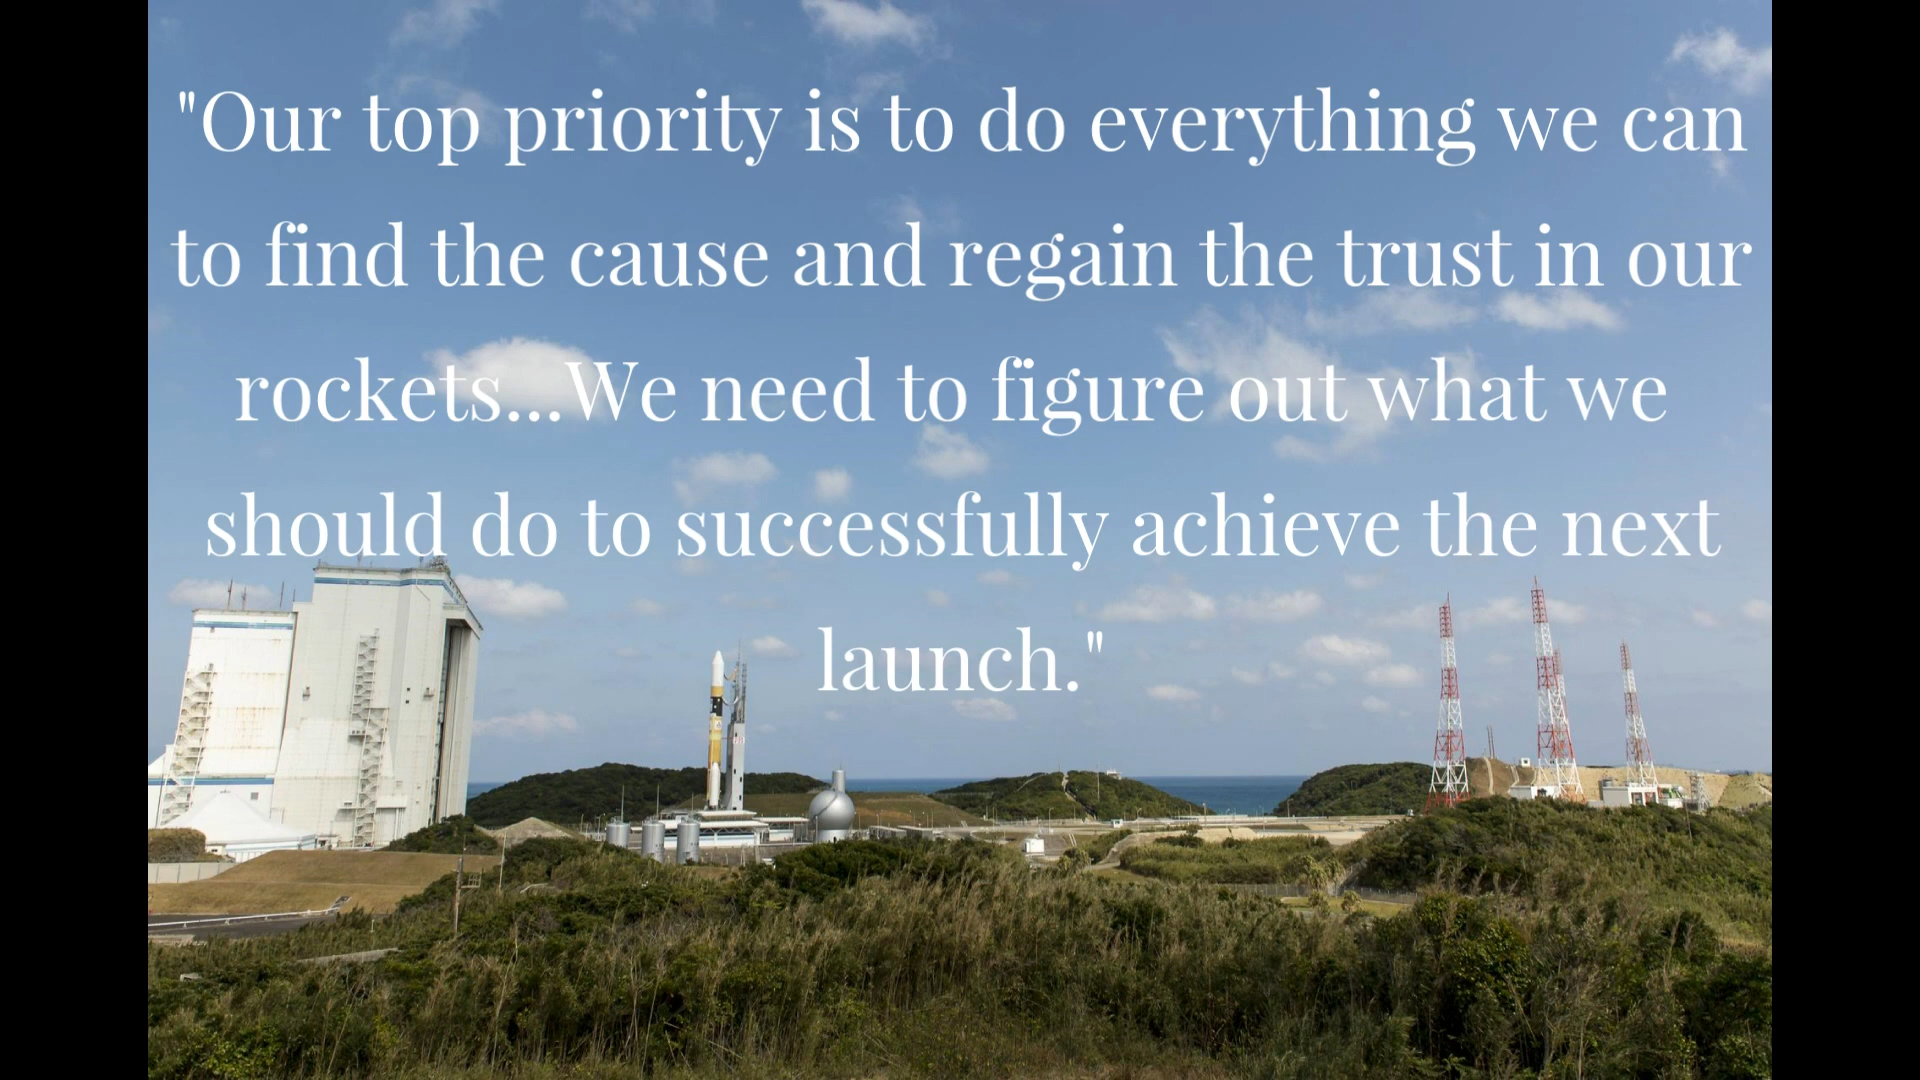 "Our top priority is to do everything we can
to find the cause and regain the trust in our
rockets...We need to figure out what we
should do to successfully achieve the next
launch."